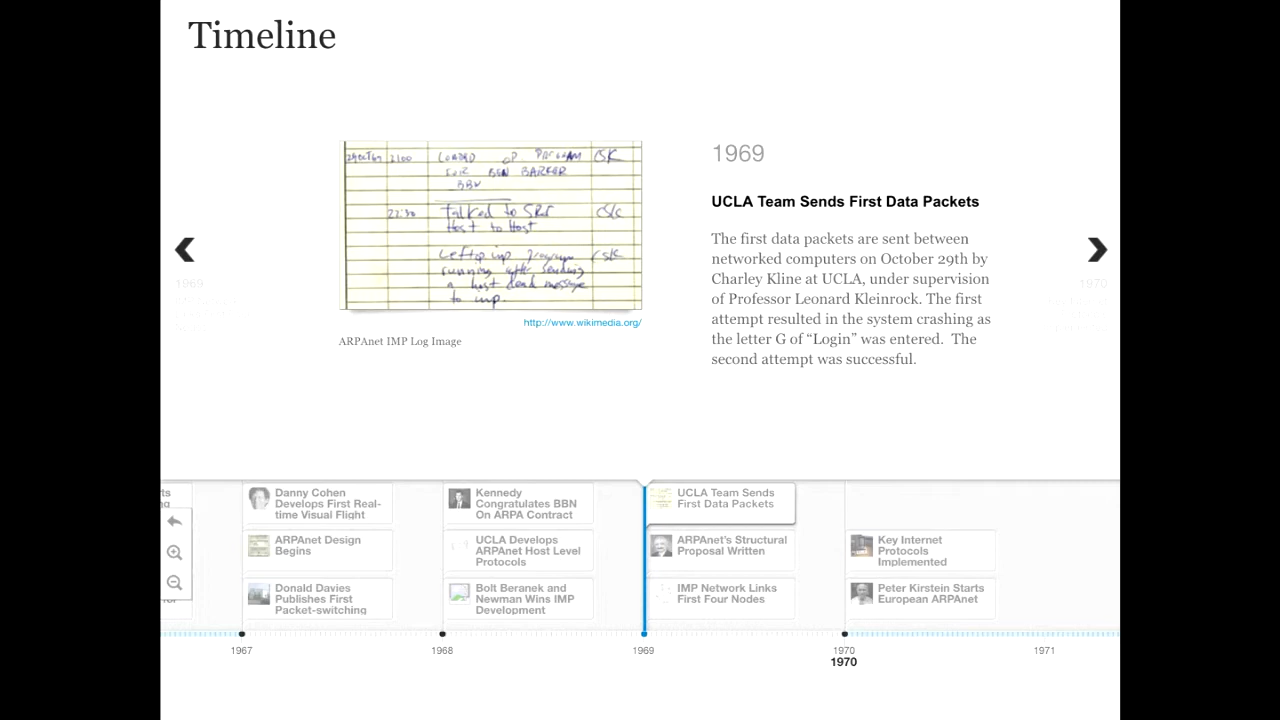 Timeline
29 OCT 69 2100 LOADED OP. PROGRAM CSK
FOR BEN BARKER
BBN
22:30 Talked to SRI CSK
Host to Host
Left imp program CSK
running after sending
a host dead message
to imp.
http://www.wikimedia.org/
ARPAnet IMP Log Image
1969
UCLA Team Sends First Data Packets
The first data packets are sent between
networked computers on October 29th by
Charley Kline at UCLA, under supervision
of Professor Leonard Kleinrock. The first
attempt resulted in the system crashing as
the letter G of “Login” was entered. The
second attempt was successful.
1969
1970
Danny Cohen
Develops First Real-
time Visual Flight
ARPAnet Design
Begins
Donald Davies
Publishes First
Packet-switching
Kennedy
Congratulates BBN
On ARPA Contract
UCLA Develops
ARPAnet Host Level
Protocols
Bolt Beranek and
Newman Wins IMP
Development
UCLA Team Sends
First Data Packets
ARPAnet's Structural
Proposal Written
IMP Network Links
First Four Nodes
Key Internet
Protocols
Implemented
Peter Kirstein Starts
European ARPAnet
1967
1968
1969
1970
1971
1970